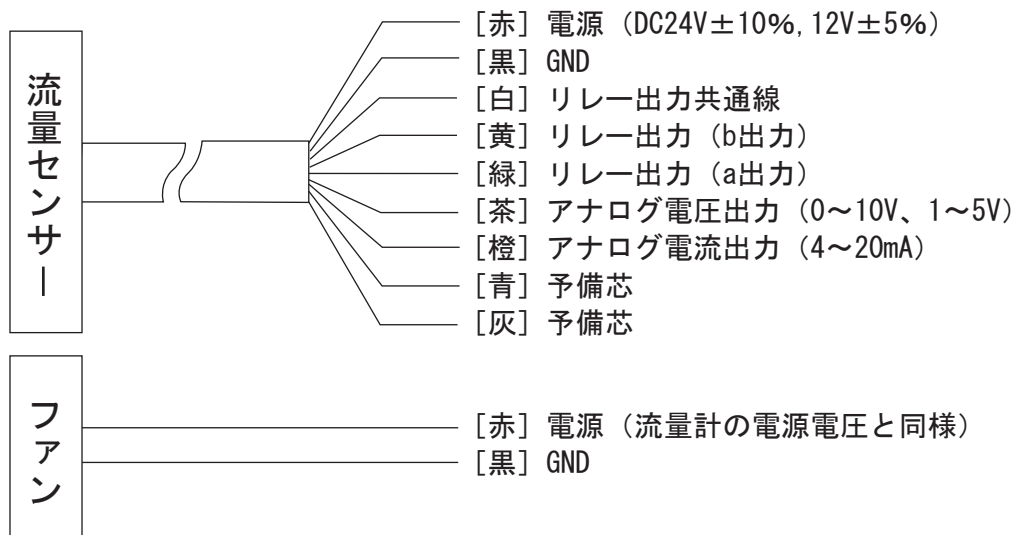 流量センサー
[赤] 電源 (DC24V±10%,12V±5%)
[黒] GND
[白] リレー出力共通線
[黄] リレー出力 (b出力)
[緑] リレー出力 (a出力)
[茶] アナログ電圧出力 (0～10V、1～5V)
[橙] アナログ電流出力 (4～20mA)
[青] 予備芯
[灰] 予備芯
ファン
[赤] 電源 (流量計の電源電圧と同様)
[黒] GND